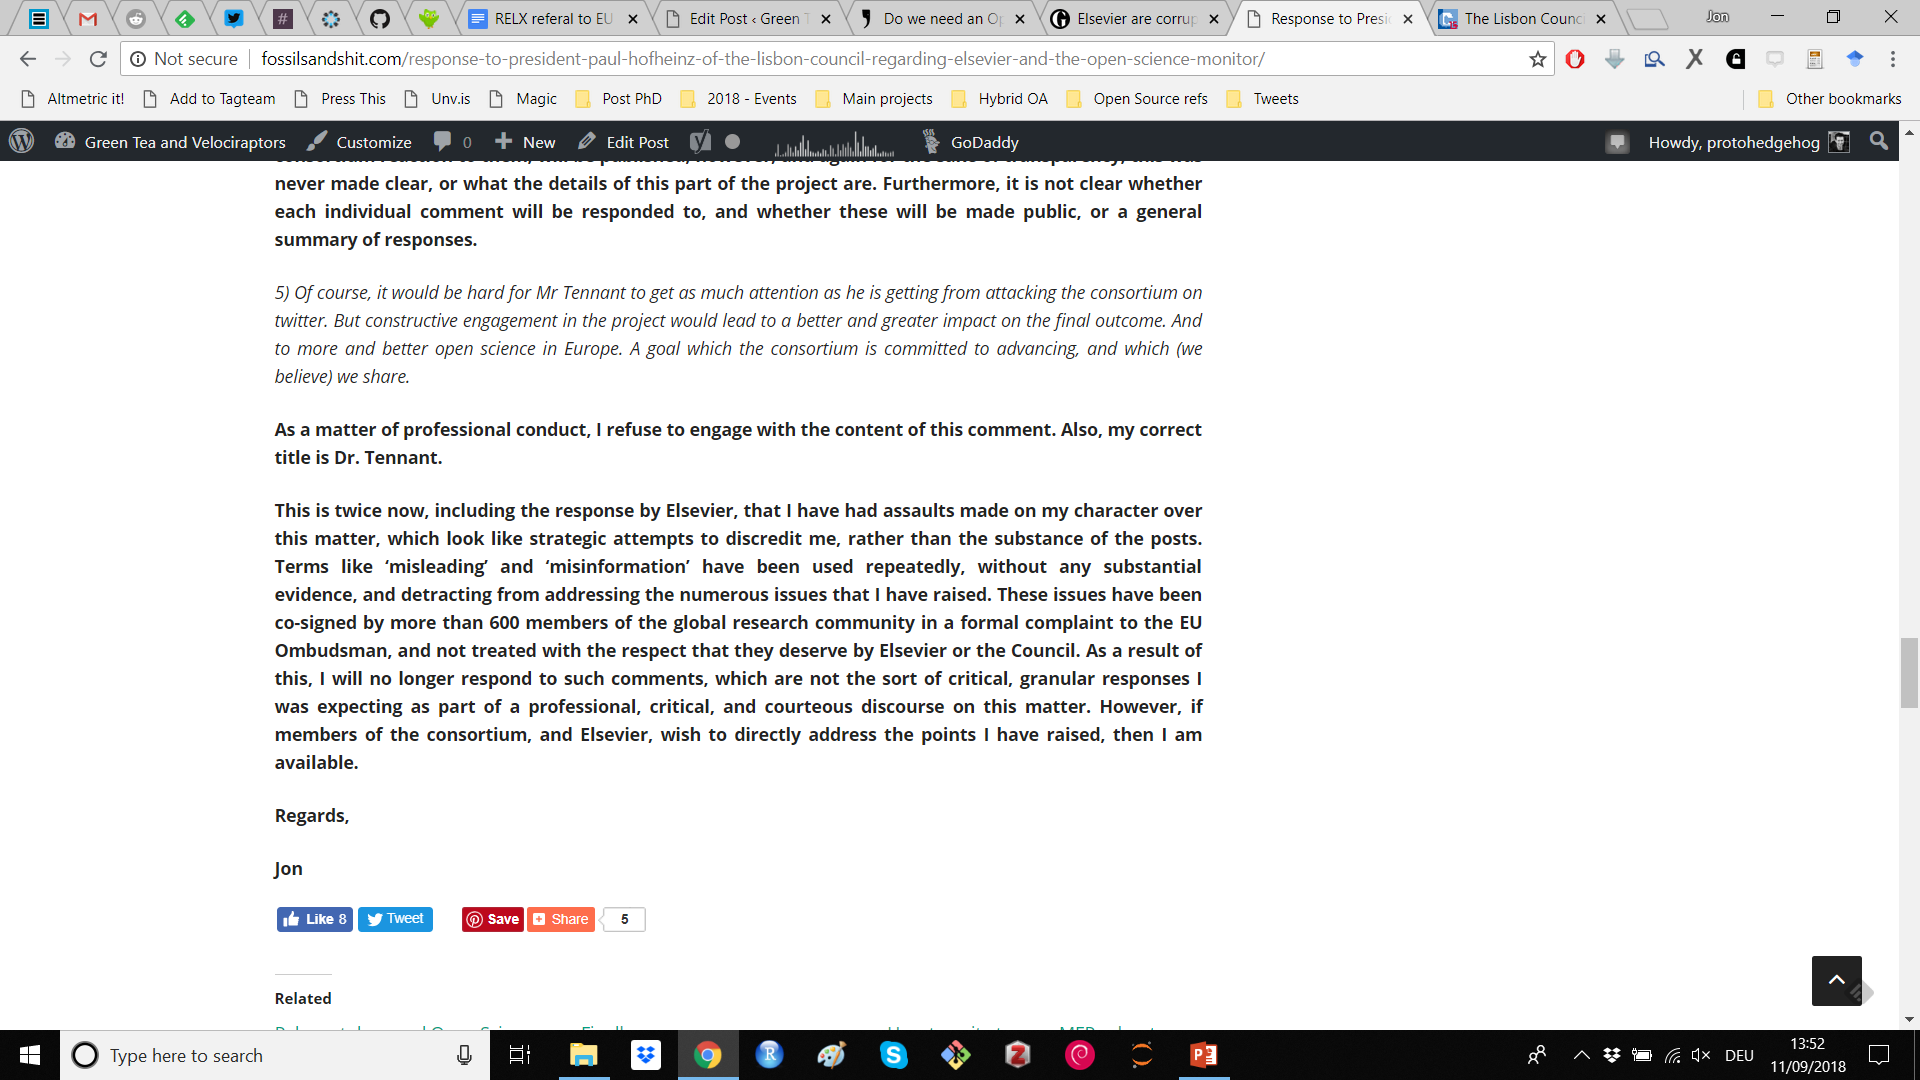 RELX referal to EU
Edit Post ‹ Green T
Do we need an Op
Elsevier are corrup
Response to Presi
The Lisbon Counc
Jon
Not secure
fossilsandshit.com/response-to-president-paul-hofheinz-of-the-lisbon-council-regarding-elsevier-and-the-open-science-monitor/
Altmetric it!
Add to Tagteam
Press This
Unv.is
Magic
Post PhD
2018 - Events
Main projects
Hybrid OA
Open Source refs
Tweets
Other bookmarks
Green Tea and Velociraptors
Customize
0
New
Edit Post
GoDaddy
Howdy, protohedgehog
never made clear, or what the details of this part of the project are. Furthermore, it is not clear whether
each individual comment will be responded to, and whether these will be made public, or a general
summary of responses.
5) Of course, it would be hard for Mr Tennant to get as much attention as he is getting from attacking the consortium on
twitter. But constructive engagement in the project would lead to a better and greater impact on the final outcome. And
to more and better open science in Europe. A goal which the consortium is committed to advancing, and which (we
believe) we share.
As a matter of professional conduct, I refuse to engage with the content of this comment. Also, my correct
title is Dr. Tennant.
This is twice now, including the response by Elsevier, that I have had assaults made on my character over
this matter, which look like strategic attempts to discredit me, rather than the substance of the posts.
Terms like ‘misleading’ and ‘misinformation’ have been used repeatedly, without any substantial
evidence, and detracting from addressing the numerous issues that I have raised. These issues have been
co-signed by more than 600 members of the global research community in a formal complaint to the EU
Ombudsman, and not treated with the respect that they deserve by Elsevier or the Council. As a result of
this, I will no longer respond to such comments, which are not the sort of critical, granular responses I
was expecting as part of a professional, critical, and courteous discourse on this matter. However, if
members of the consortium, and Elsevier, wish to directly address the points I have raised, then I am
available.
Regards,
Jon
Like 8
Tweet
Save
Share
5
Related
Type here to search
DEU
13:52
11/09/2018